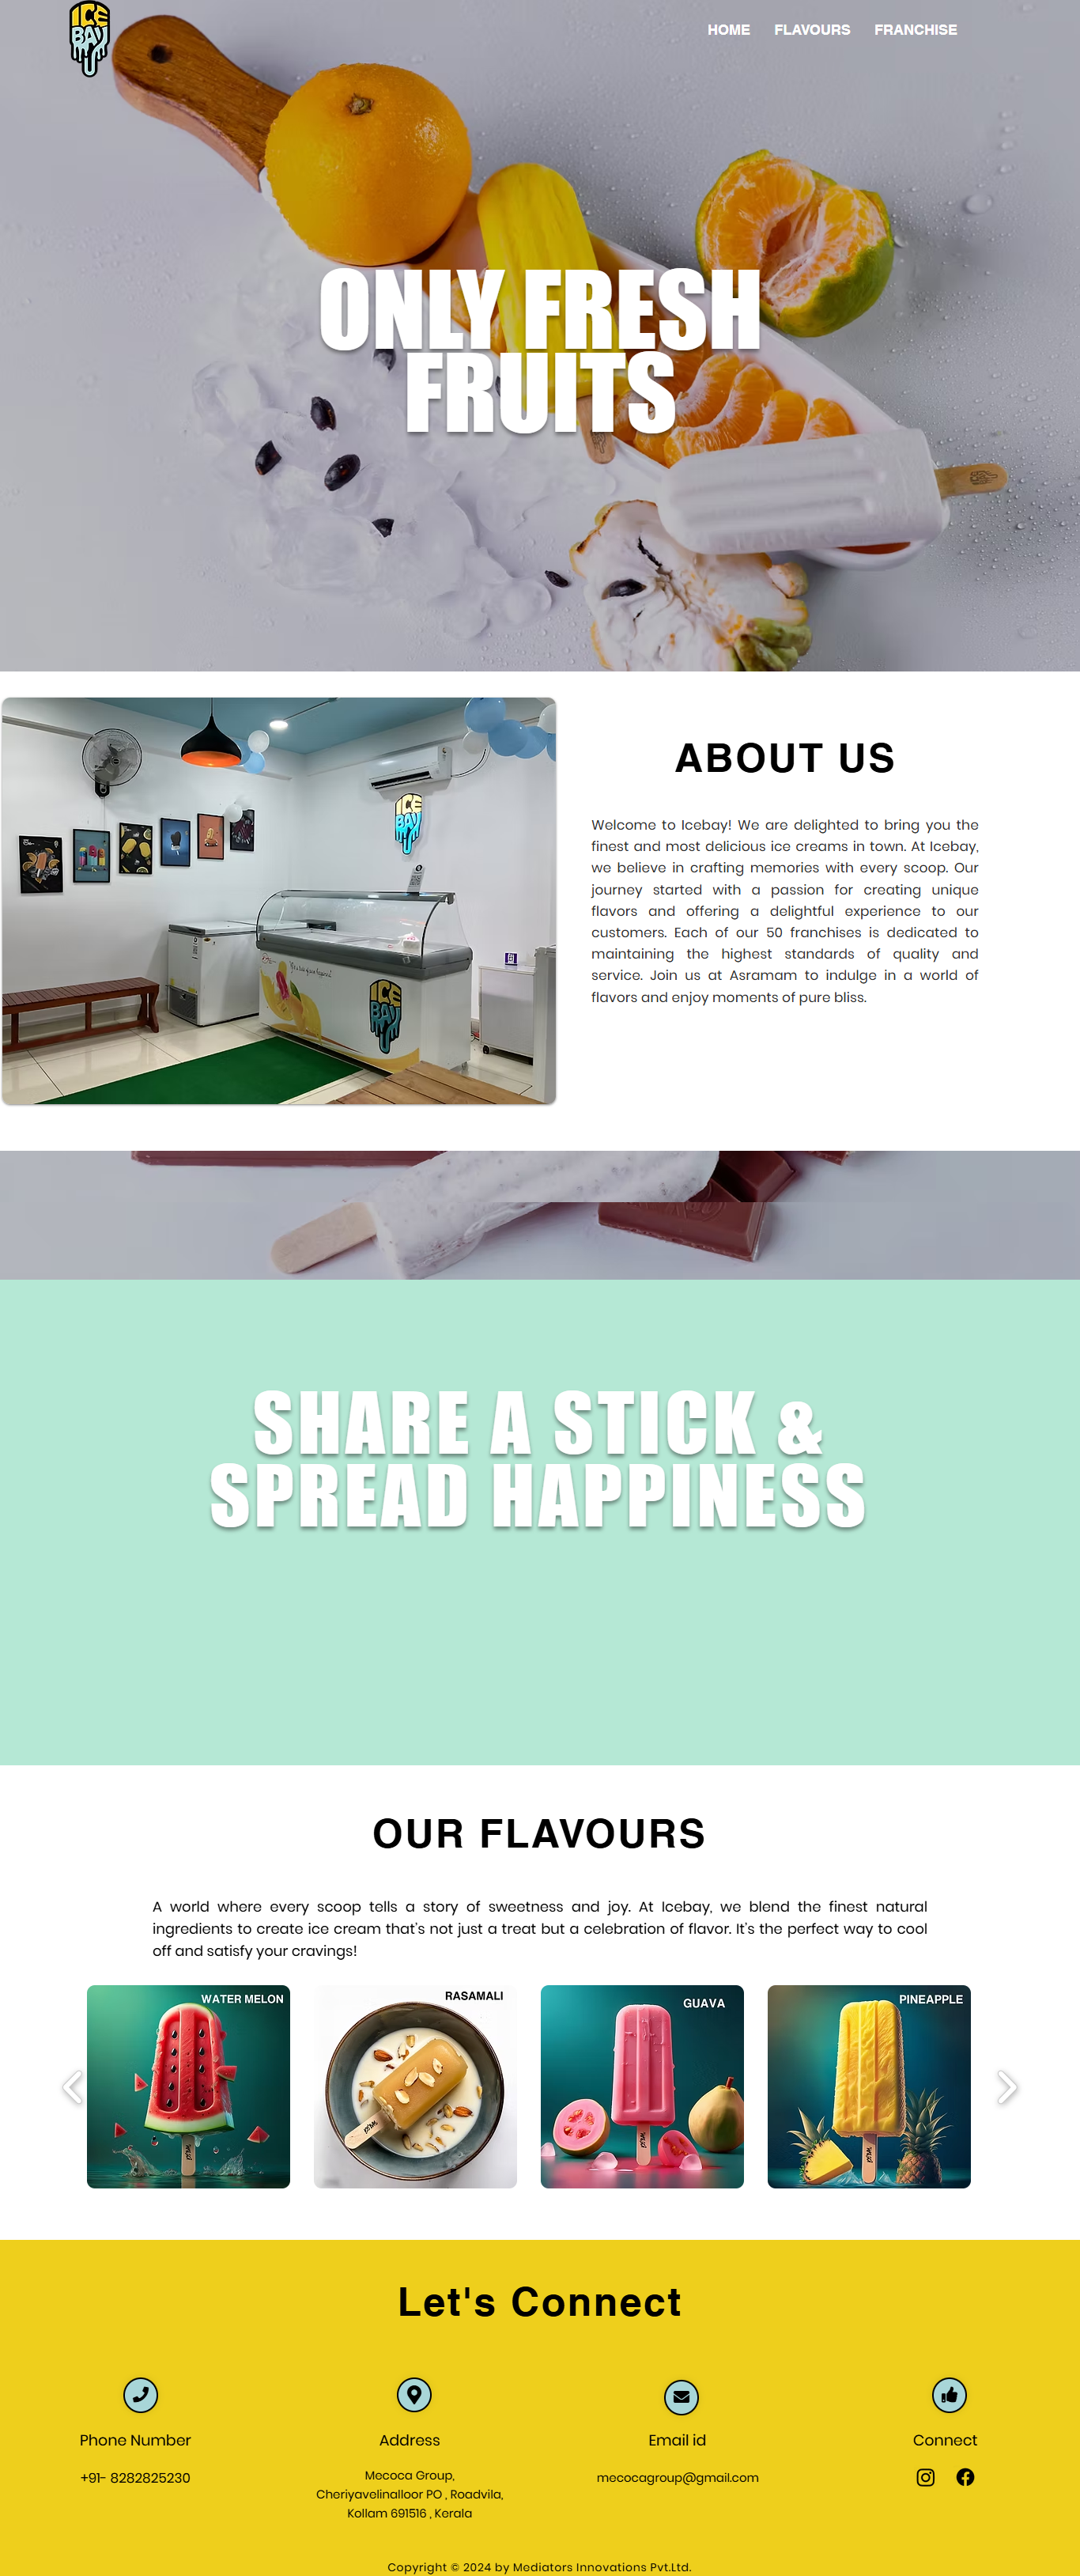 ICE
BAY
HOME FLAVOURS FRANCHISE
ONLY FRESH
FRUITS
ICE
BAY
ICE
BAY
ABOUT US
Welcome to Icebay! We are delighted to bring you the
finest and most delicious ice creams in town. At Icebay,
we believe in crafting memories with every scoop. Our
journey started with a passion for creating unique
flavors and offering a delightful experience to our
customers. Each of our 50 franchises is dedicated to
maintaining the highest standards of quality and
service. Join us at Asramam to indulge in a world of
flavors and enjoy moments of pure bliss.
SHARE A STICK &
SPREAD HAPPINESS
OUR FLAVOURS
A world where every scoop tells a story of sweetness and joy. At Icebay, we blend the finest natural
ingredients to create ice cream that's not just a treat but a celebration of flavor. It's the perfect way to cool
off and satisfy your cravings!
WATER MELON
RASAMALI
GUAVA
PINEAPPLE
Let's Connect
Phone Number
+91- 8282825230
Address
Mecoca Group,
Cheriyavelinalloor PO , Roadvila,
Kollam 691516 , Kerala
Email id
mecocagroup@gmail.com
Connect
Copyright © 2024 by Mediators Innovations Pvt.Ltd.